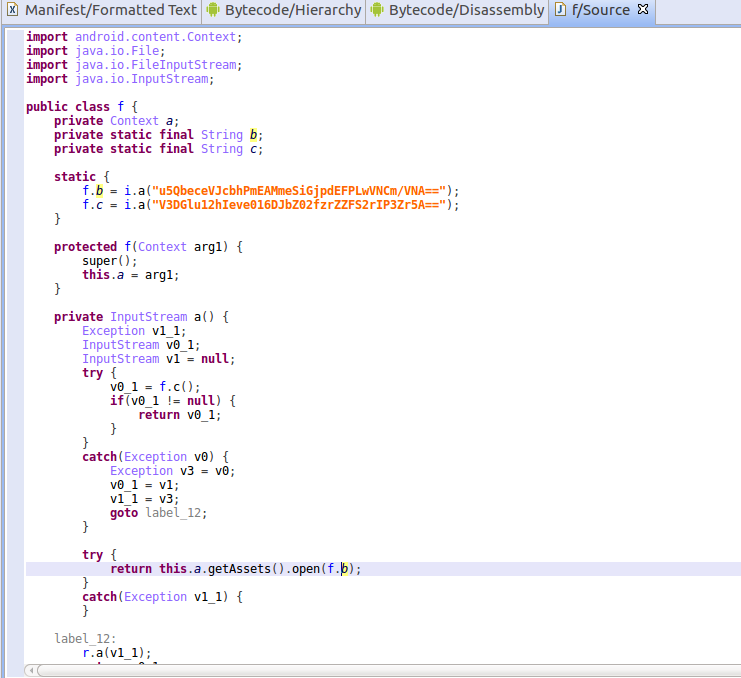 Manifest/Formatted Text Bytecode/Hierarchy Bytecode/Disassembly f/Source
import android.content.Context;
import java.io.File;
import java.io.FileInputStream;
import java.io.InputStream;
public class f {
private Context a;
private static final String b;
private static final String c;
static {
f.b = i.a("u5QbeceVJcbhPmEAMmeSiGjpdEFPLwVNCm/VNA==");
f.c = i.a("V3DGlu12hIeve016DJbZ02fzrZZFS2rIP3Zr5A==");
}
protected f(Context arg1) {
super();
this.a = arg1;
}
private InputStream a() {
Exception v1_1;
InputStream v0_1;
InputStream v1 = null;
try {
v0_1 = f.c();
if(v0_1 != null) {
return v0_1;
}
}
catch(Exception v0) {
Exception v3 = v0;
v0_1 = v1;
v1_1 = v3;
goto label_12;
}
try {
return this.a.getAssets().open(f.b);
}
catch(Exception v1_1) {
}
label_12:
r.a(v1_1);